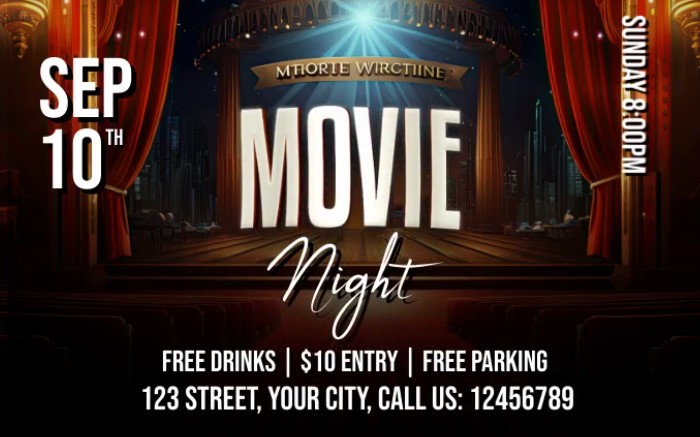 SEP
10TH
SUNDAY 8:00PM
MTIORTE WIRCTIINE
MOVIE
Night
FREE DRINKS | $10 ENTRY | FREE PARKING
123 STREET, YOUR CITY, CALL US: 12456789